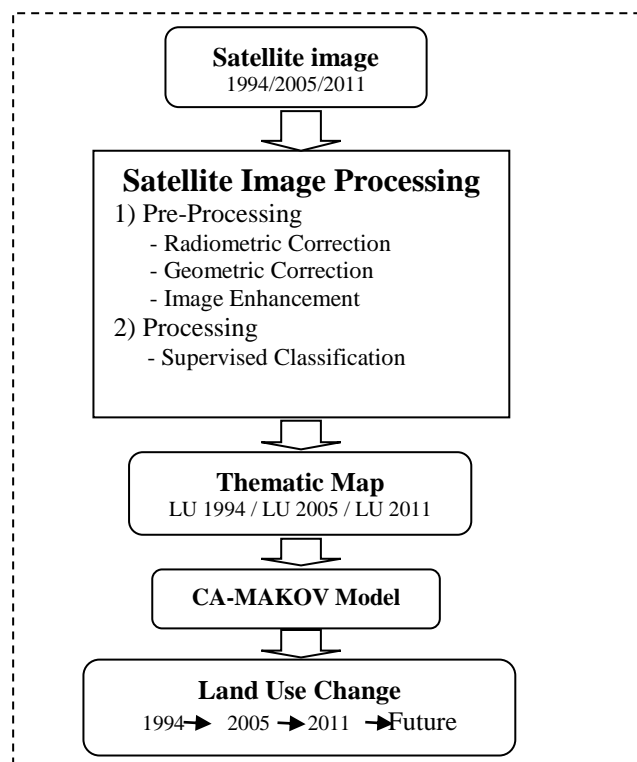 Satellite image
1994/2005/2011
Satellite Image Processing
1) Pre-Processing
- Radiometric Correction
- Geometric Correction
- Image Enhancement
2) Processing
- Supervised Classification
Thematic Map
LU 1994 / LU 2005 / LU 2011
CA-MAKOV Model
Land Use Change
1994 2005 2011 Future